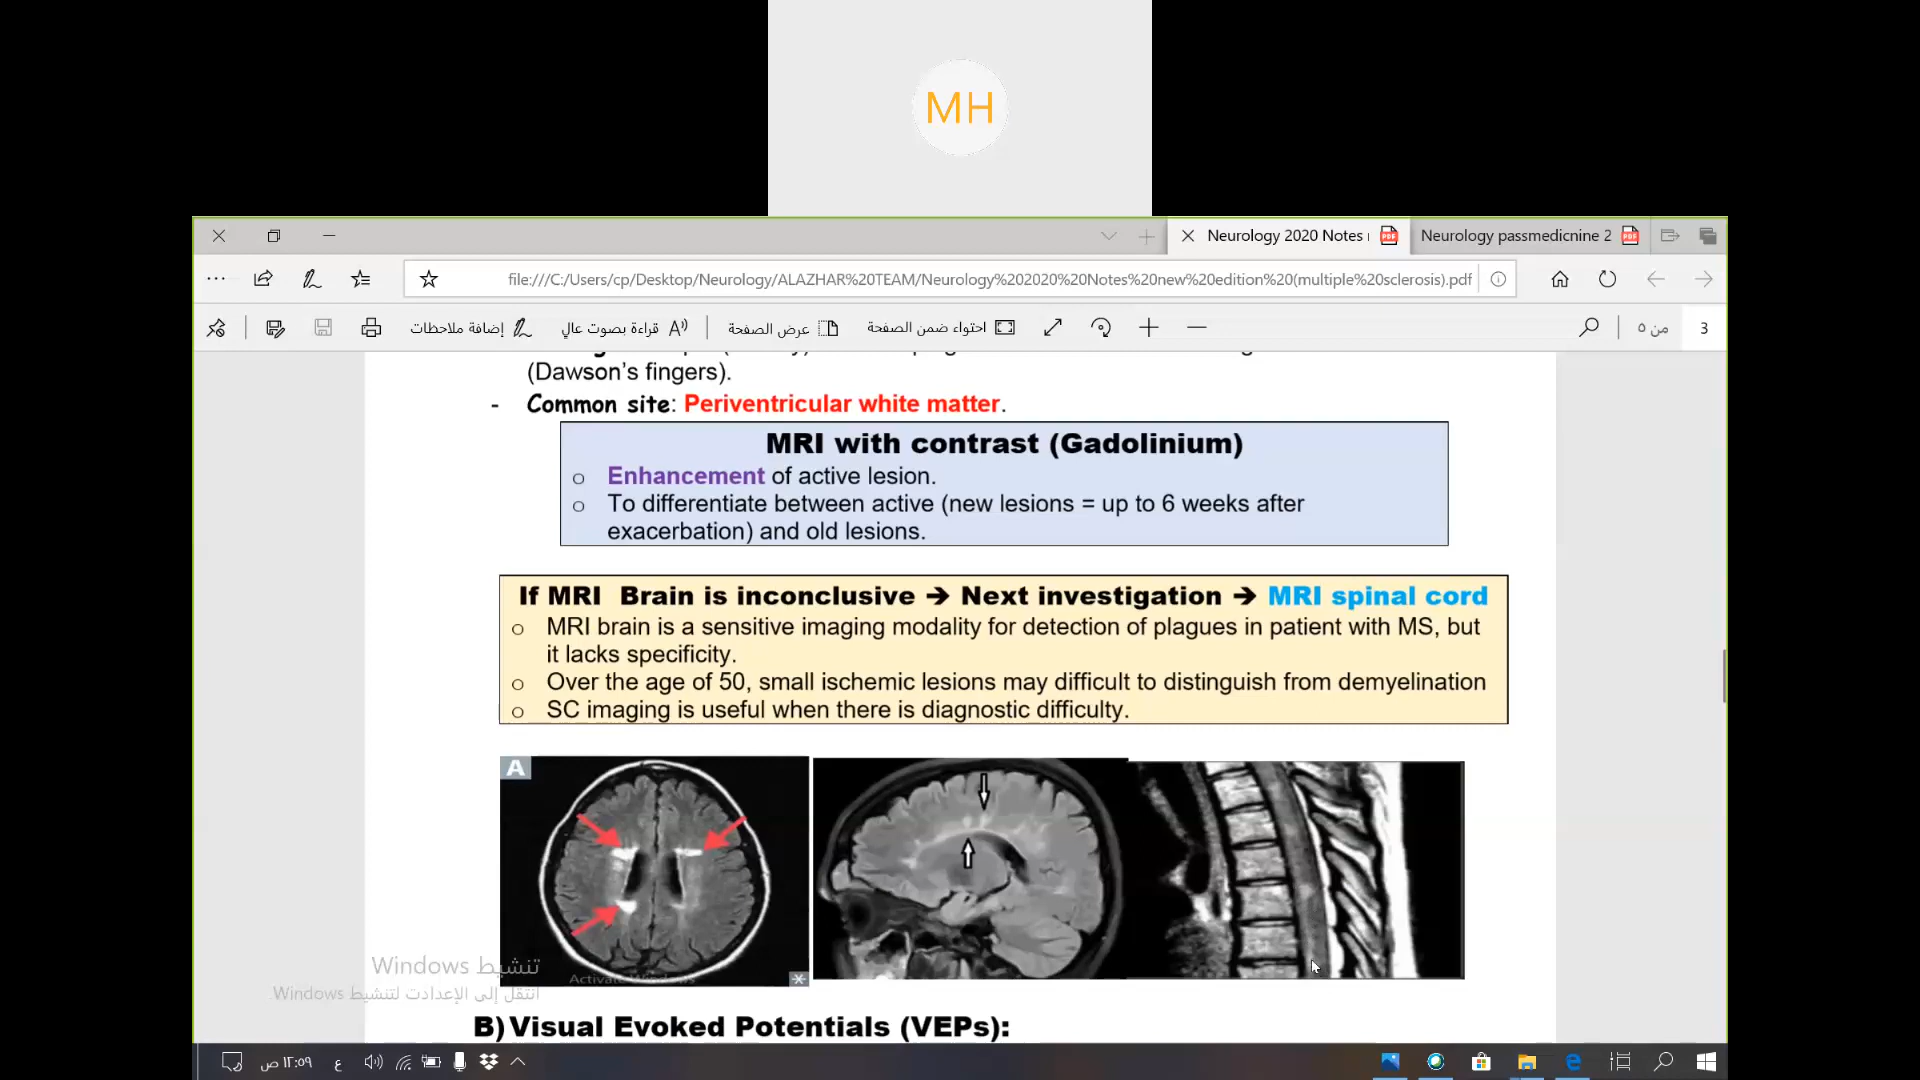 MH
Neurology 2020 Notes
Neurology passmedicnine 2
file:///C:/Users/cp/Desktop/Neurology/ALAZHAR%20TEAM/Neurology%202020%20Notes%20new%20edition%20(multiple%20sclerosis).pdf
إضافة ملاحظات
قراءة بصوت عالٍ
عرض الصفحة
احتواء ضمن الصفحة
من ٥
3
(Dawson’s fingers).
- Common site: Periventricular white matter.
MRI with contrast (Gadolinium)
o Enhancement of active lesion.
o To differentiate between active (new lesions = up to 6 weeks after
exacerbation) and old lesions.
If MRI Brain is inconclusive → Next investigation → MRI spinal cord
o MRI brain is a sensitive imaging modality for detection of plagues in patient with MS, but
it lacks specificity.
o Over the age of 50, small ischemic lesions may difficult to distinguish from demyelination
o SC imaging is useful when there is diagnostic difficulty.
A
Activate Windows
تنشيط Windows
انتقل إلى الإعدادات لتنشيط Windows.
B) Visual Evoked Potentials (VEPs):
١٢:٥٩ ص
ع